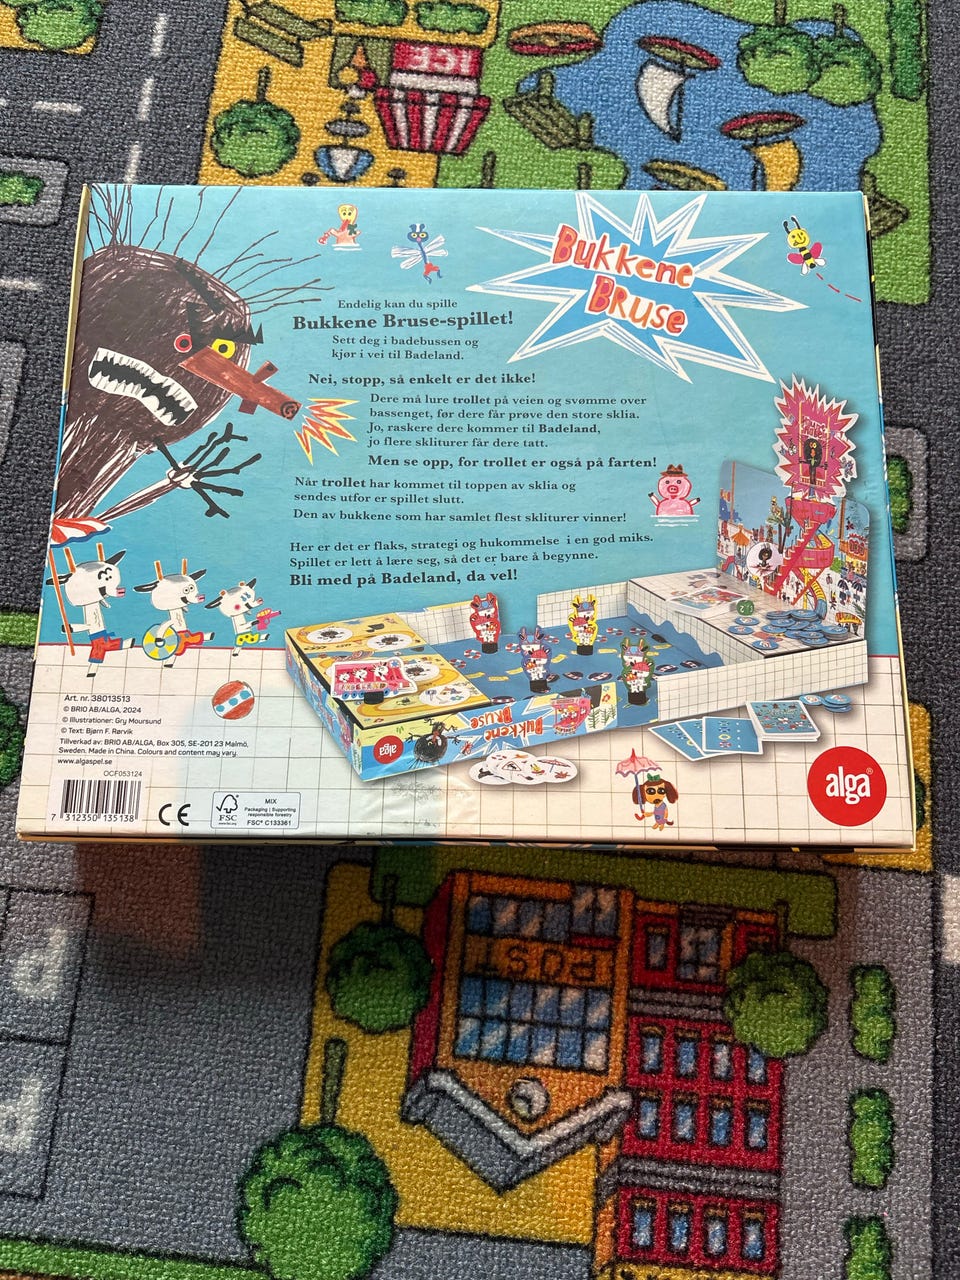 ICE
Bukkene
BRUSE
Endelig kan du spille
Bukkene Bruse-spillet!
Sett deg i badebussen og
kjør i vei til Badeland.
Nei, stopp, så enkelt er det ikke!
Dere må lure trollet på veien og svømme over
bassenget, før dere får prøve den store sklia.
Jo, raskere dere kommer til Badeland,
jo flere skliturer får dere tatt.
Men se opp, for trollet er også på farten!
Når trollet har kommet til toppen av sklia og
sendes utfor er spillet slutt.
Den av bukkene som har samlet flest skliturer vinner!
Her er det er flaks, strategi og hukommelse i en god miks.
Spillet er lett å lære seg, så det er bare å begynne.
Bli med på Badeland, da vel!
Art. nr. 38013513
© BRIO AB/ALGA, 2024
© Illustrationer: Gry Moursund
© Text: Bjørn F. Rørvik
Tillverkad av: BRIO AB/ALGA, Box 305, SE-201 23 Malmö,
Sweden. Made in China. Colours and content may vary.
www.algaspel.se
OCF053124
7 312350 135138
CE
FSC
www.fsc.org
MIX
Packaging | Supporting
responsible forestry
FSC® C133361
alga
Bukkene
BRUSE
alga®
POST